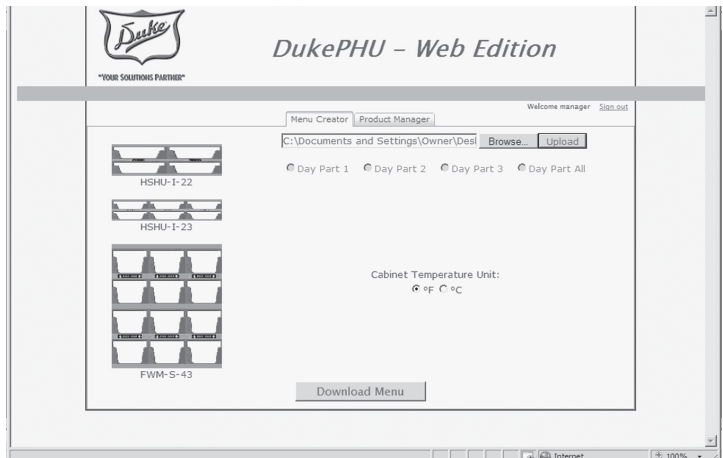 Duke
"YOUR SOLUTIONS PARTNER"
DukePHU – Web Edition
Welcome manager Sign out
Menu Creator Product Manager
C:\Documents and Settings\Owner\Desl Browse... Upload
Day Part 1 Day Part 2 Day Part 3 Day Part All
HSHU-I-22
HSHU-I-23
Cabinet Temperature Unit:
°F °C
FWM-S-43
Download Menu
Internet 100%